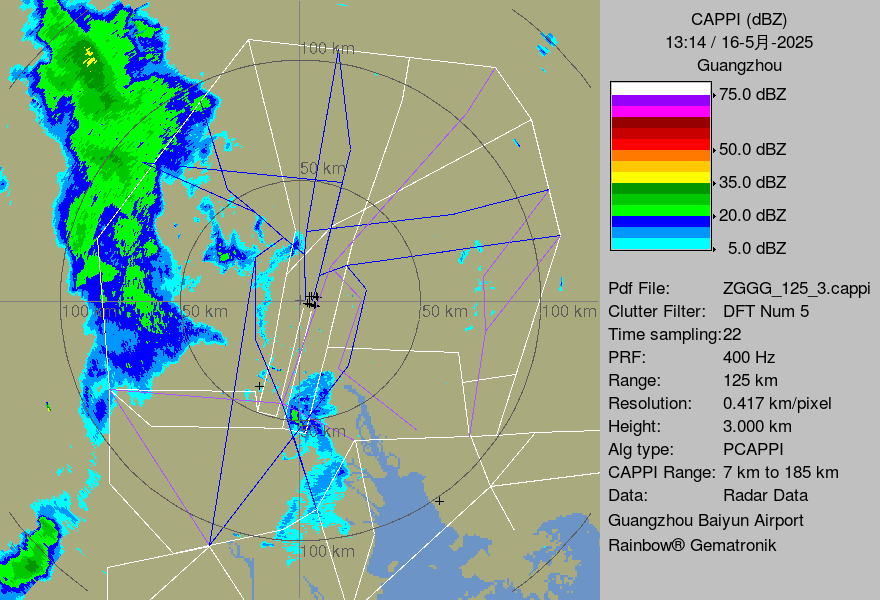 CAPPI (dBZ)
13:14 / 16-5月-2025
Guangzhou
75.0 dBZ
50.0 dBZ
35.0 dBZ
20.0 dBZ
5.0 dBZ
Pdf File: ZGGG_125_3.cappi
Clutter Filter: DFT Num 5
Time sampling:22
PRF: 400 Hz
Range: 125 km
Resolution: 0.417 km/pixel
Height: 3.000 km
Alg type: PCAPPI
CAPPI Range: 7 km to 185 km
Data: Radar Data
Guangzhou Baiyun Airport
Rainbow® Gematronik
100 km
50 km
100 km
50 km
50 km
100 km
50 km
100 km